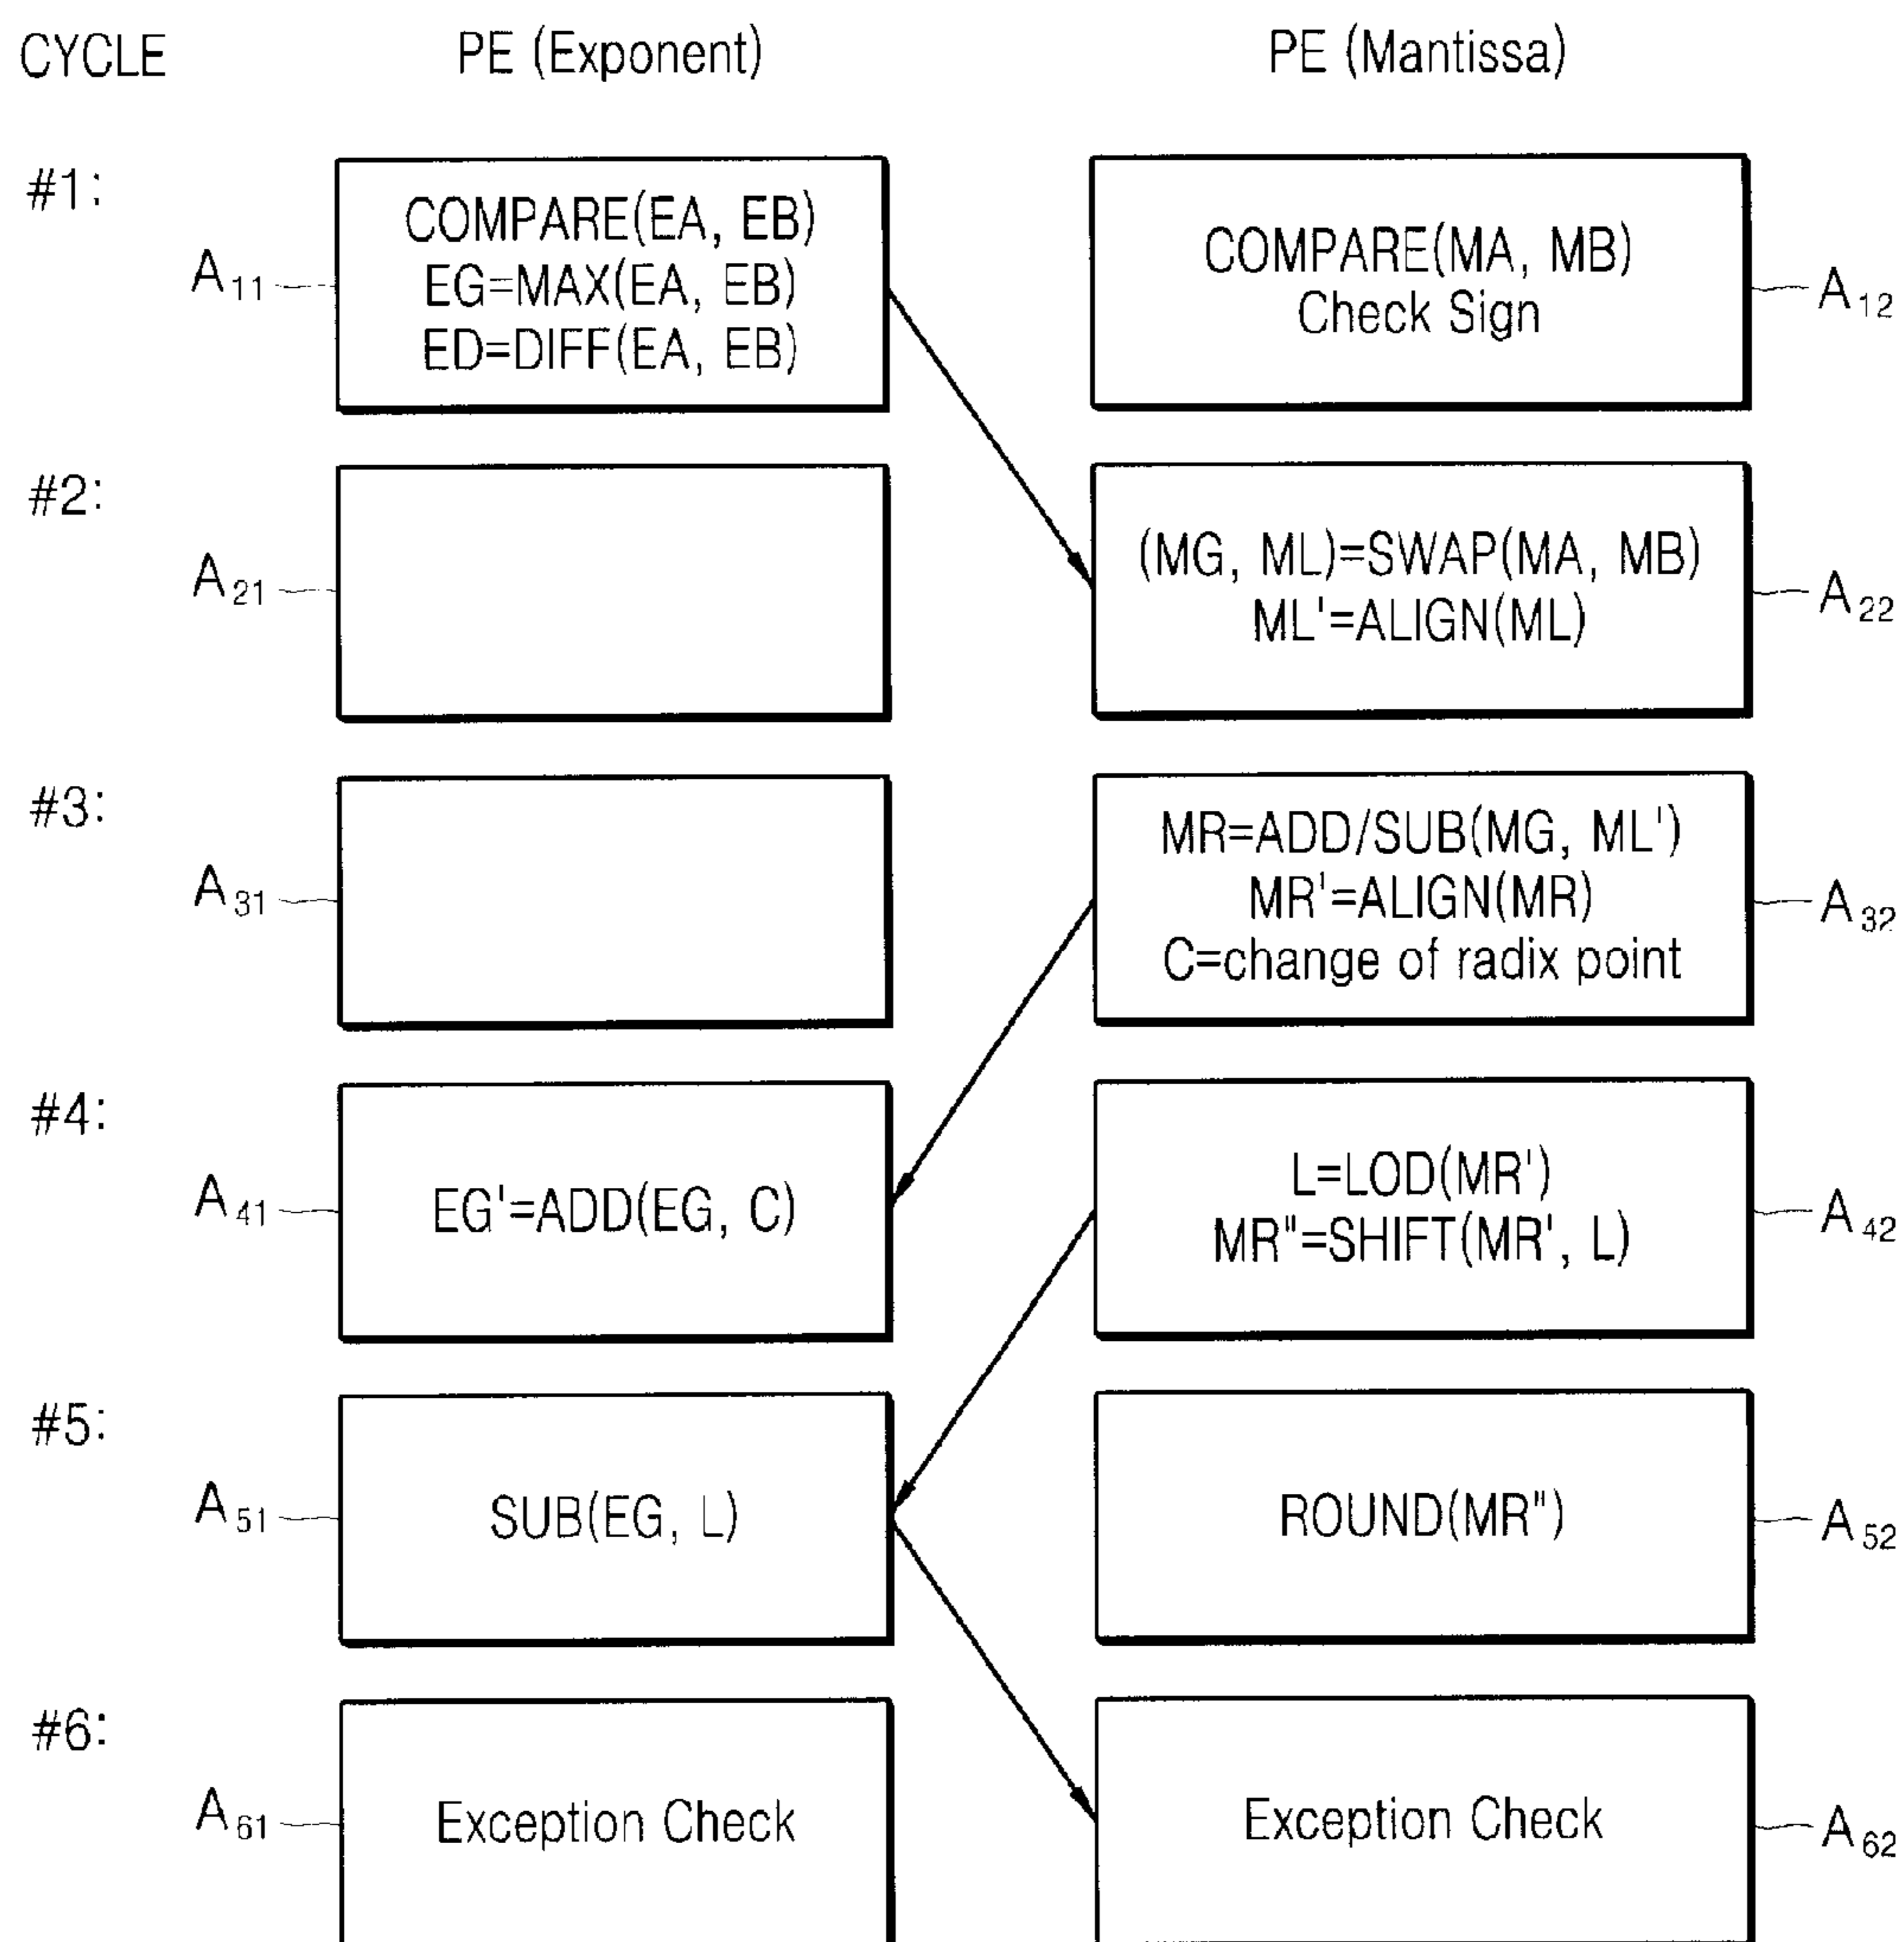 CYCLE PE (Exponent) PE (Mantissa)
#1:
A11
COMPARE(EA, EB)
EG=MAX(EA, EB)
ED=DIFF(EA, EB)
COMPARE(MA, MB)
Check Sign
A12
#2:
A21
(MG, ML)=SWAP(MA, MB)
ML'=ALIGN(ML)
A22
#3:
A31
MR=ADD/SUB(MG, ML')
MR'=ALIGN(MR)
C=change of radix point
A32
#4:
A41
EG'=ADD(EG, C)
L=LOD(MR')
MR"=SHIFT(MR', L)
A42
#5:
A51
SUB(EG, L)
ROUND(MR")
A52
#6:
A61
Exception Check
Exception Check
A62